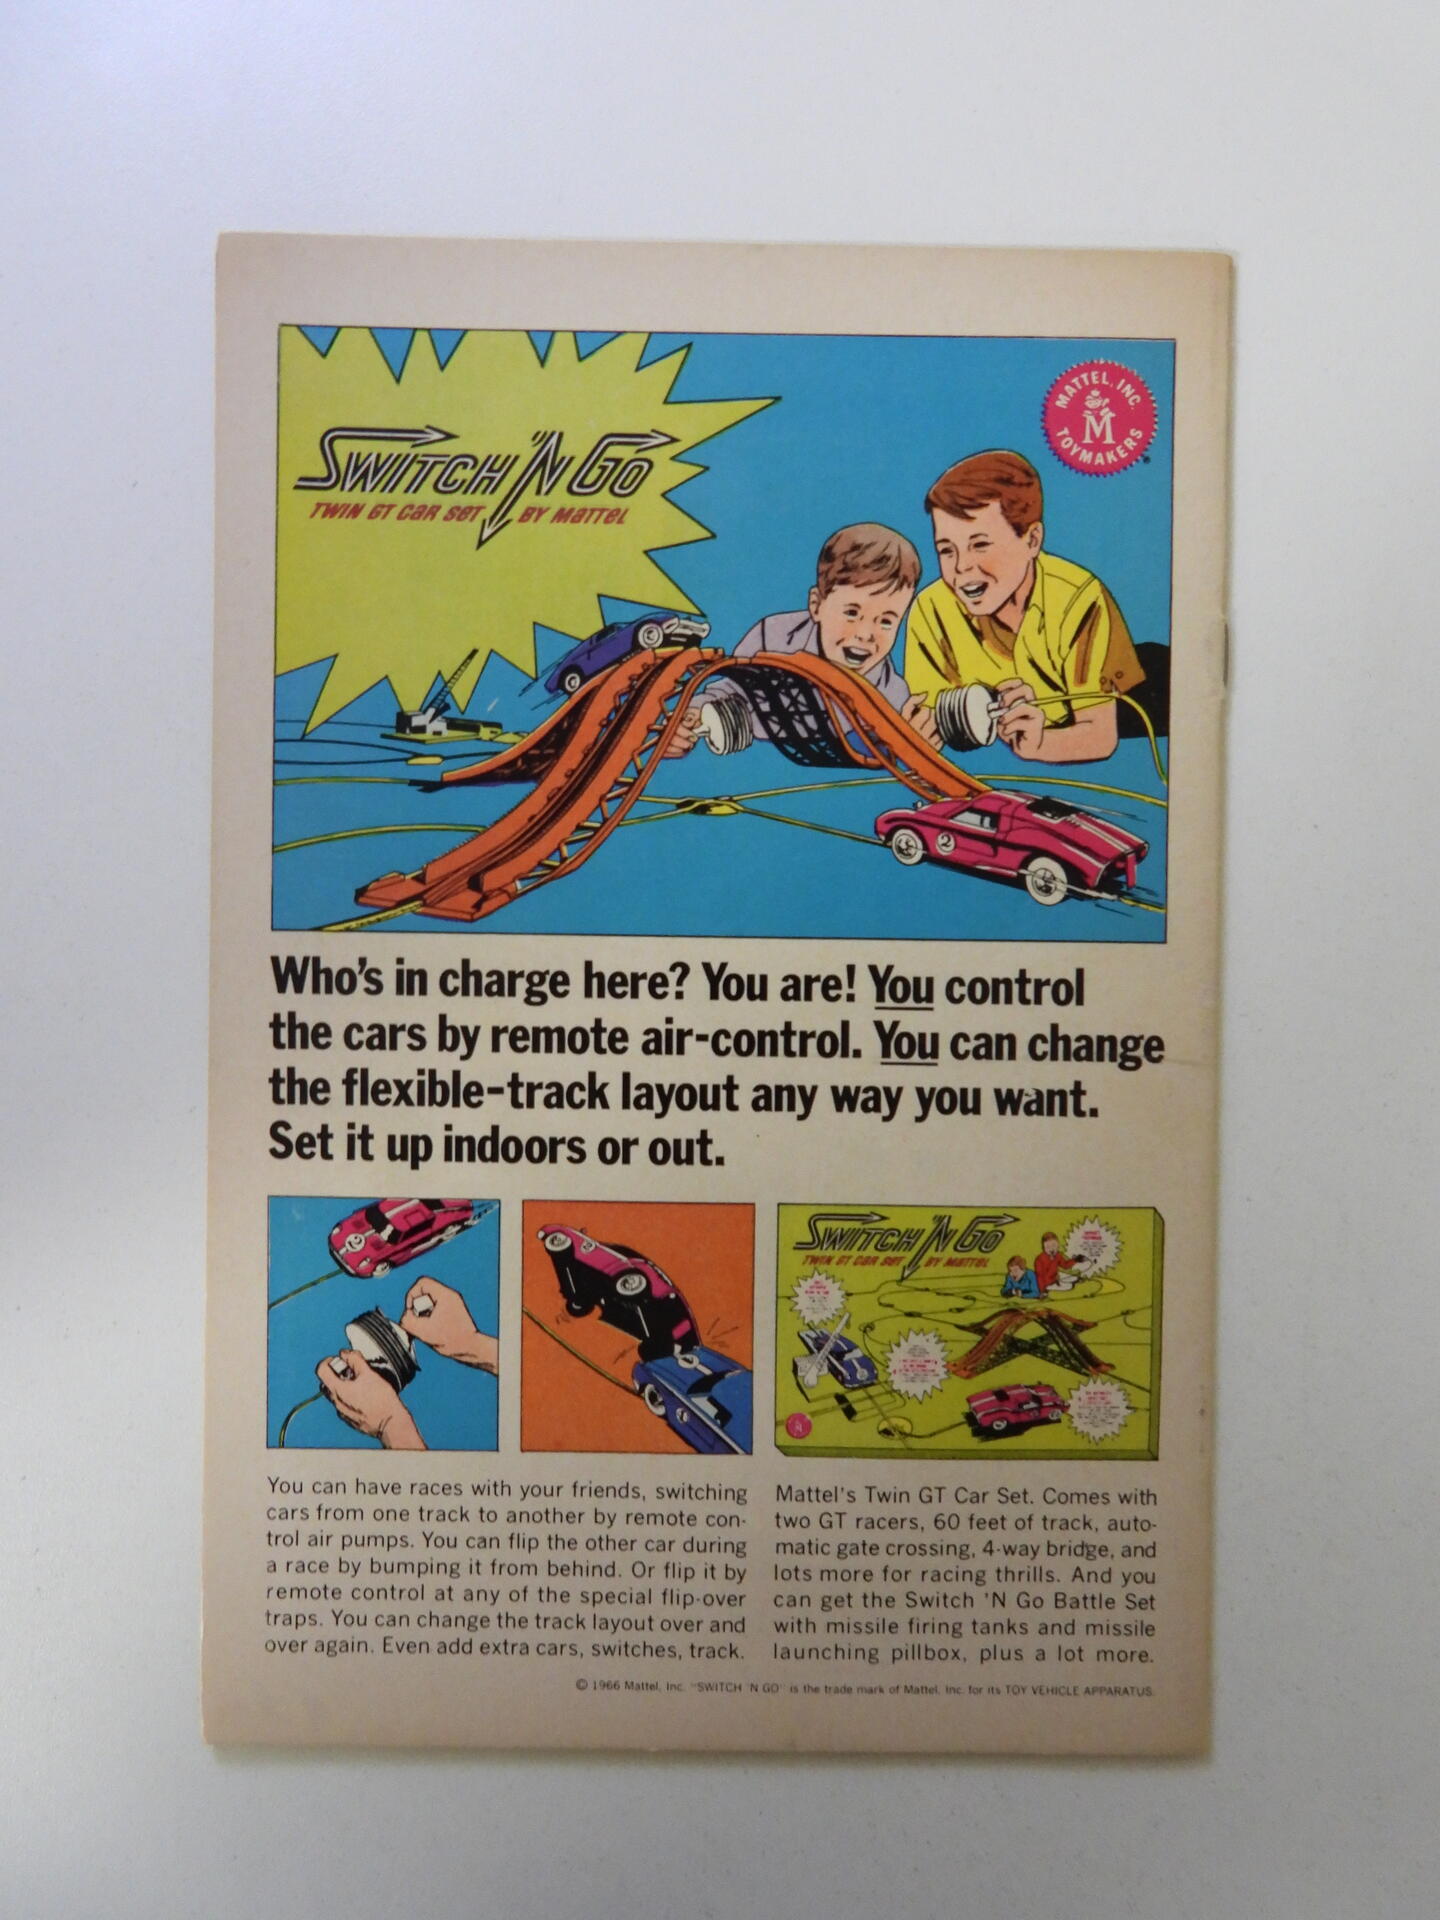 MATTEL, INC.
M
TOYMAKERS
SWITCH 'N GO
TWIN GT CAR SET BY MATTEL
2
Who's in charge here? You are! You control
the cars by remote air-control. You can change
the flexible-track layout any way you want.
Set it up indoors or out.
2
SWITCH 'N GO
TWIN GT CAR SET BY MATTEL
You can have races with your friends, switching
cars from one track to another by remote con-
trol air pumps. You can flip the other car during
a race by bumping it from behind. Or flip it by
remote control at any of the special flip-over
traps. You can change the track layout over and
over again. Even add extra cars, switches, track.
Mattel's Twin GT Car Set. Comes with
two GT racers, 60 feet of track, auto-
matic gate crossing, 4-way bridge, and
lots more for racing thrills. And you
can get the Switch 'N Go Battle Set
with missile firing tanks and missile
launching pillbox, plus a lot more.
© 1966 Mattel, Inc. "SWITCH 'N GO" is the trade mark of Mattel, Inc. for its TOY VEHICLE APPARATUS.